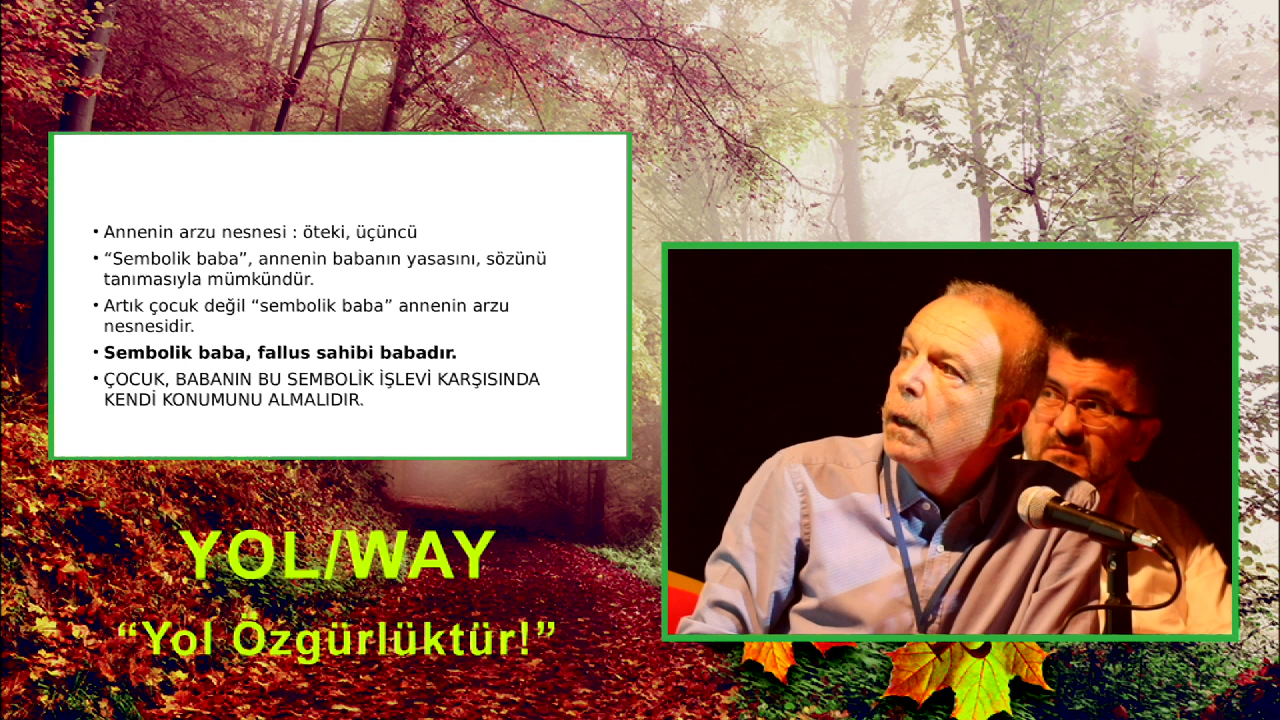 • Annenin arzu nesnesi : öteki, üçüncü
• “Sembolik baba”, annenin babanın yasasını, sözünü
tanımasıyla mümkündür.
• Artık çocuk değil “sembolik baba” annenin arzu
nesnesidir.
• Sembolik baba, fallus sahibi babadır.
• ÇOCUK, BABANIN BU SEMBOLİK İŞLEVİ KARŞISINDA
KENDİ KONUMUNU ALMALIDIR.
YOL/WAY
“Yol Özgürlüktür!”